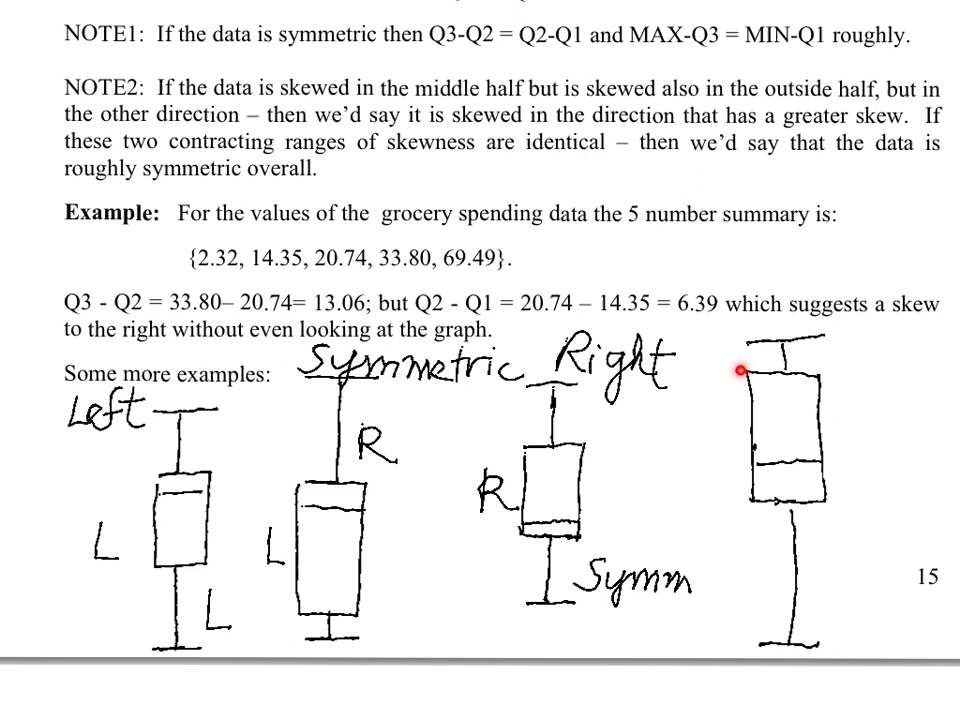 NOTE1: If the data is symmetric then Q3-Q2 = Q2-Q1 and MAX-Q3 = MIN-Q1 roughly.
NOTE2: If the data is skewed in the middle half but is skewed also in the outside half, but in
the other direction – then we’d say it is skewed in the direction that has a greater skew. If
these two contracting ranges of skewness are identical – then we’d say that the data is
roughly symmetric overall.
Example: For the values of the grocery spending data the 5 number summary is:
{2.32, 14.35, 20.74, 33.80, 69.49}.
Q3 - Q2 = 33.80– 20.74= 13.06; but Q2 - Q1 = 20.74 – 14.35 = 6.39 which suggests a skew
to the right without even looking at the graph.
Some more examples: Symmetric Right
Left
R
R
L L
Symm
L
15